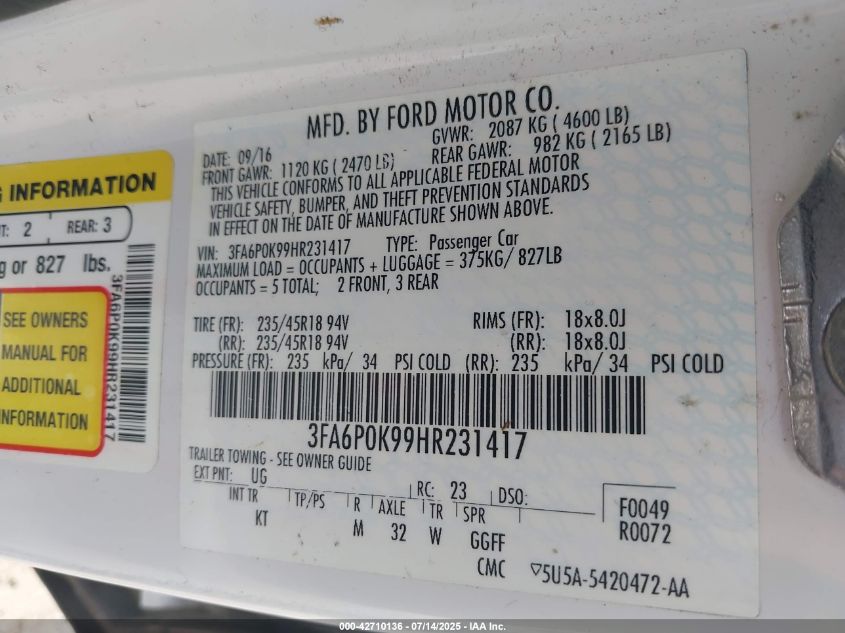 MFD. BY FORD MOTOR CO.
DATE: 09/16 GVWR: 2087 KG ( 4600 LB)
FRONT GAWR: 1120 KG ( 2470 LB) REAR GAWR: 982 KG ( 2165 LB)
THIS VEHICLE CONFORMS TO ALL APPLICABLE FEDERAL MOTOR
VEHICLE SAFETY, BUMPER, AND THEFT PREVENTION STANDARDS
IN EFFECT ON THE DATE OF MANUFACTURE SHOWN ABOVE.
VIN: 3FA6P0K99HR231417 TYPE: Passenger Car
MAXIMUM LOAD = OCCUPANTS + LUGGAGE = 375KG/ 827LB
OCCUPANTS = 5 TOTAL; 2 FRONT, 3 REAR
TIRE (FR): 235/45R18 94V RIMS (FR): 18x8.0J
(RR): 235/45R18 94V (RR): 18x8.0J
PRESSURE (FR): 235 kPa/ 34 PSI COLD (RR): 235 kPa/ 34 PSI COLD
3FA6P0K99HR231417
TRAILER TOWING - SEE OWNER GUIDE
EXT PNT: UG RC: 23 DSO:
INT TR TP/PS R AXLE TR SPR
KT M 32 W GGFF
F0049
R0072
CMC ▽5U5A-5420472-AA
INFORMATION
2 REAR: 3
or 827 lbs.
SEE OWNERS
MANUAL FOR
ADDITIONAL
INFORMATION
3FA6P0K99HR231417
000-42710136 - 07/14/2025 - IAA Inc.